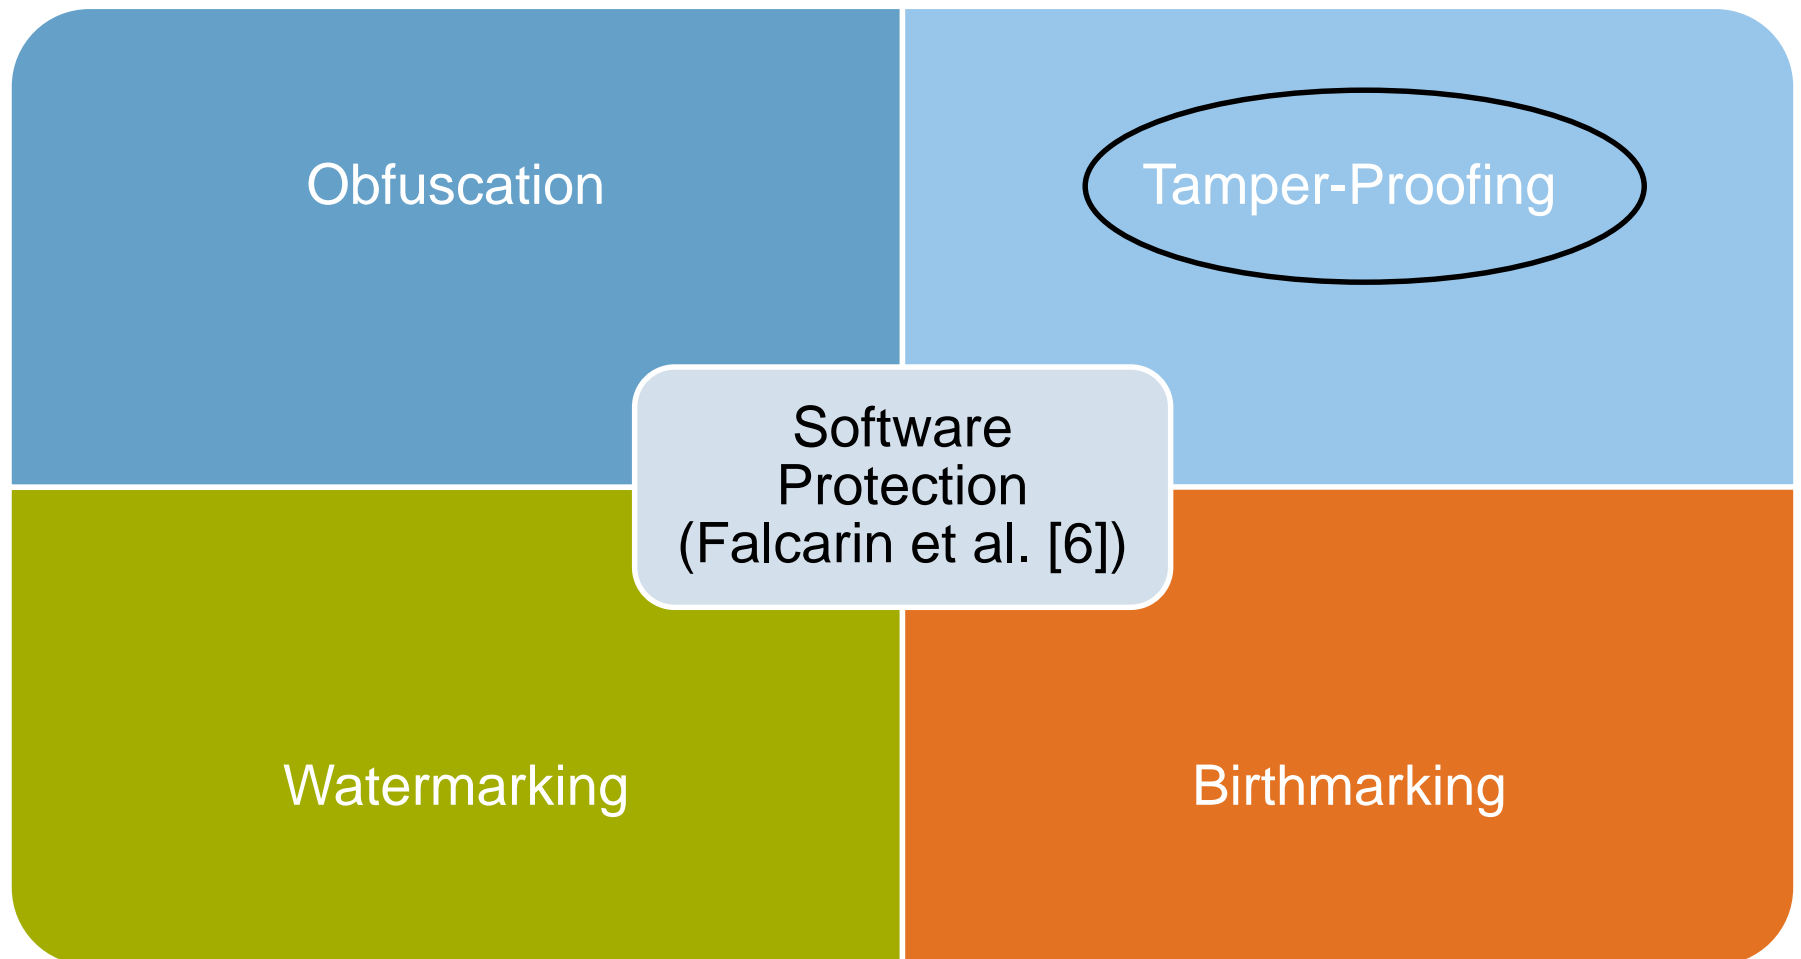 Obfuscation
Tamper-Proofing
Software
Protection
(Falcarin et al. [6])
Watermarking
Birthmarking